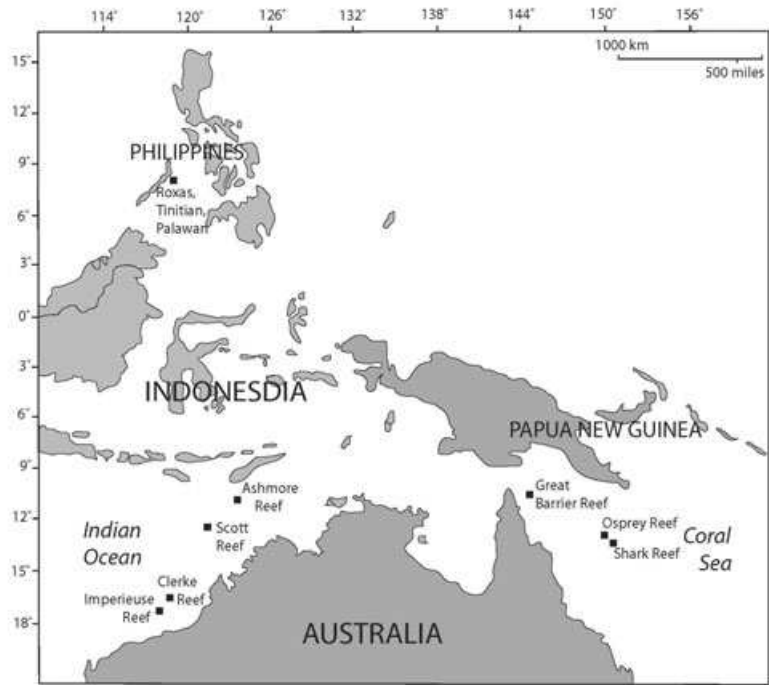 114° 120° 126° 132° 138° 144° 150° 156°
1000 km
500 miles
15°
12°
9°
6°
3°
0°
3°
6°
9°
12°
15°
18°
PHILIPPINES
Roxas,
Tinitian,
Palawan
INDONESDIA
PAPUA NEW GUINEA
Ashmore
Reef
Great
Barrier Reef
Scott
Reef
Osprey Reef
Shark Reef
Indian
Ocean
Coral
Sea
Clerke
Reef
Imperieuse
Reef
AUSTRALIA